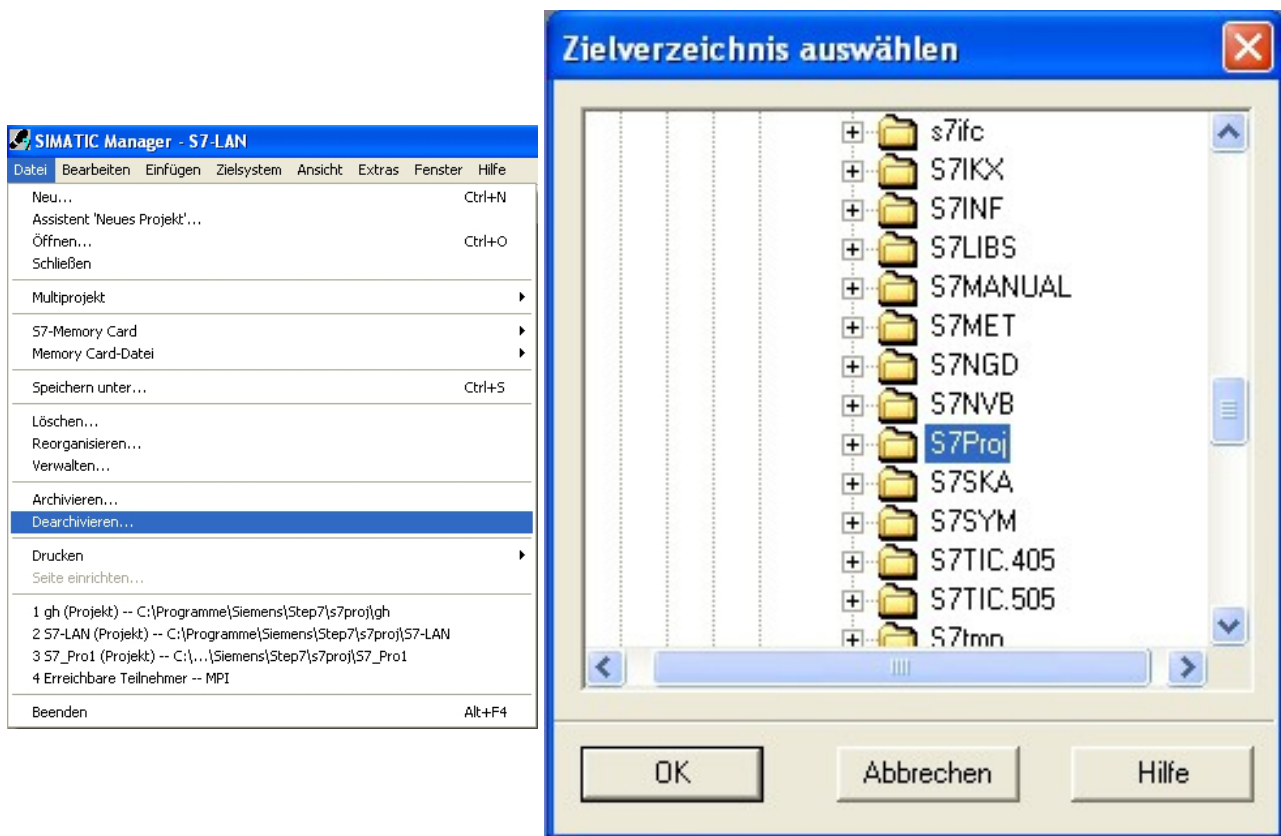 SIMATIC Manager - S7-LAN
Datei Bearbeiten Einfügen Zielsystem Ansicht Extras Fenster Hilfe
Neu... Ctrl+N
Assistent 'Neues Projekt'...
Öffnen... Ctrl+O
Schließen
Multiprojekt
S7-Memory Card
Memory Card-Datei
Speichern unter... Ctrl+S
Löschen...
Reorganisieren...
Verwalten...
Archivieren...
Dearchivieren...
Drucken
Seite einrichten...
1 gh (Projekt) -- C:\Programme\Siemens\Step7\s7proj\gh
2 S7-LAN (Projekt) -- C:\Programme\Siemens\Step7\s7proj\S7-LAN
3 S7_Pro1 (Projekt) -- C:\...\Siemens\Step7\s7proj\S7_Pro1
4 Erreichbare Teilnehmer -- MPI
Beenden Alt+F4
Zielverzeichnis auswählen
s7ifc
S7IKX
S7INF
S7LIBS
S7MANUAL
S7MET
S7NGD
S7NVB
S7Proj
S7SKA
S7SYM
S7TIC.405
S7TIC.505
S7tmn
OK Abbrechen Hilfe